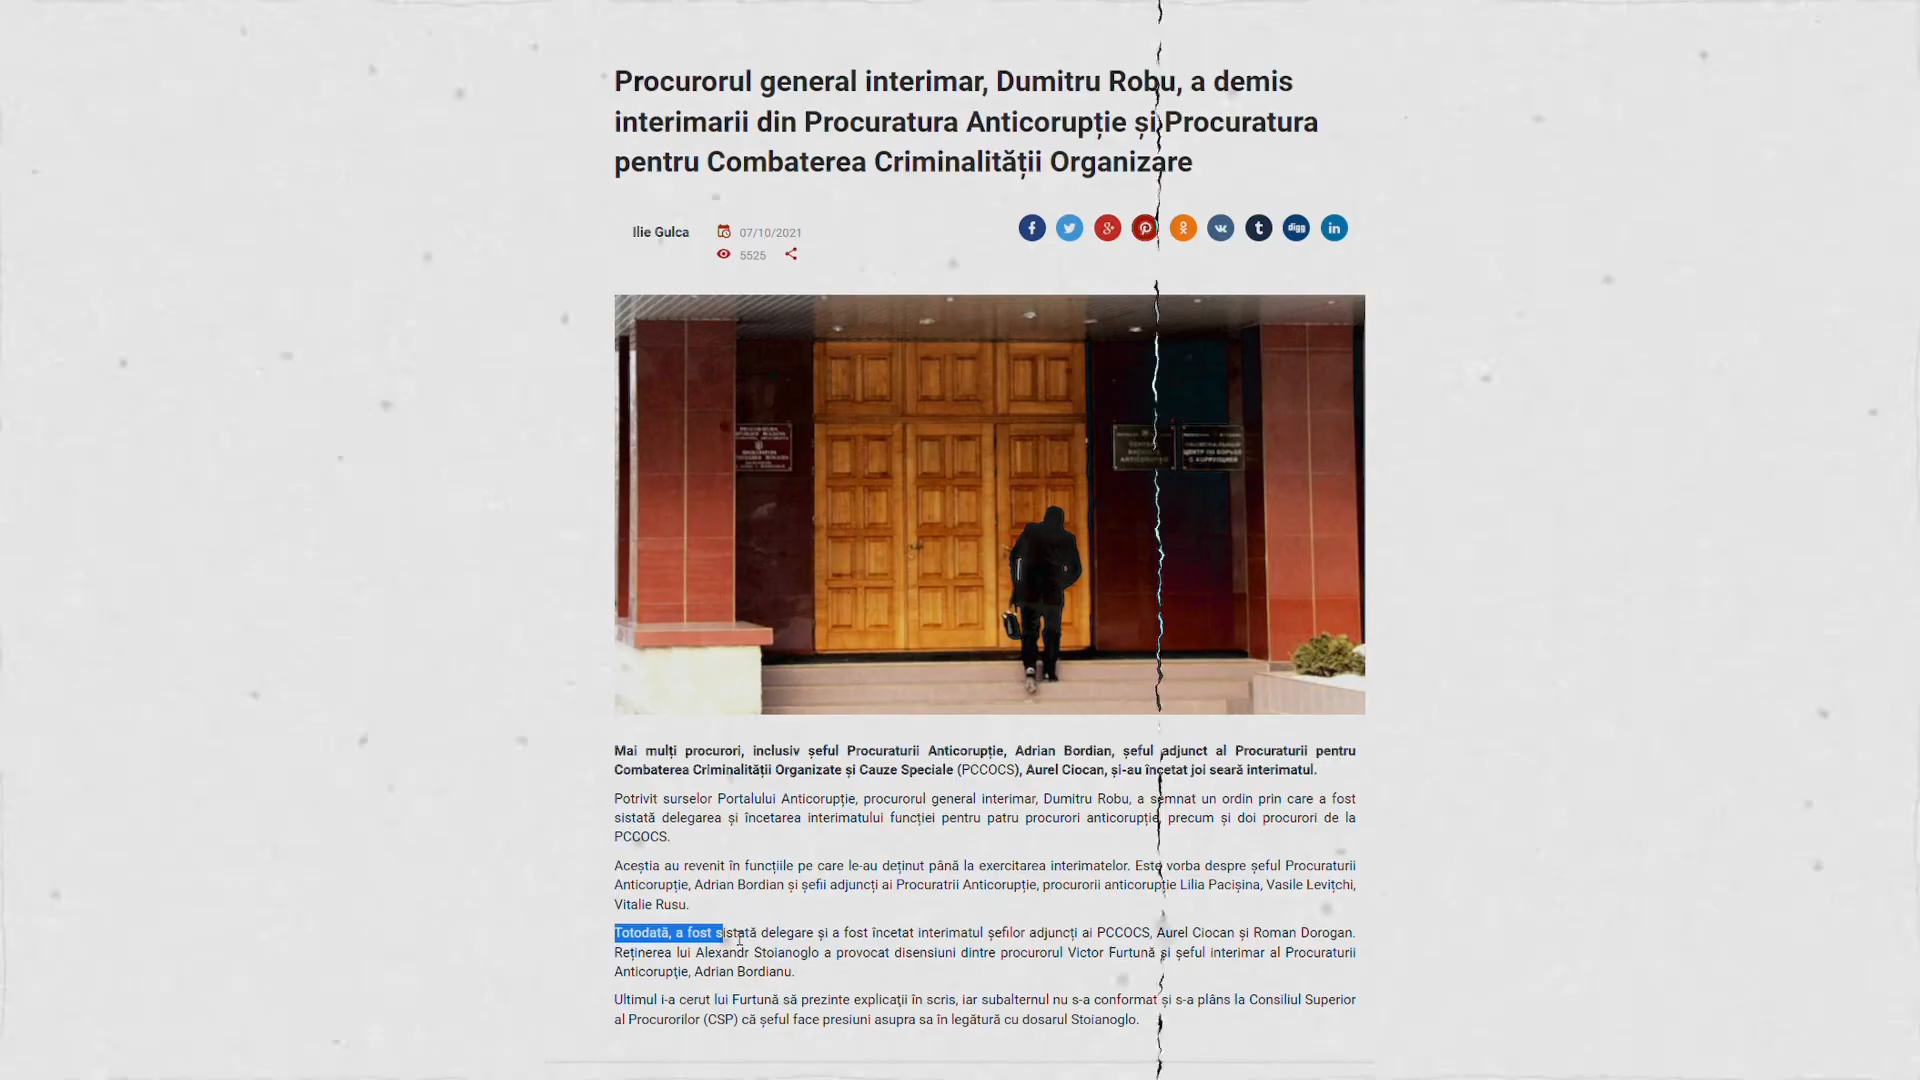 Procurorul general interimar, Dumitru Robu, a demis
interimarii din Procuratura Anticorupție și Procuratura
pentru Combaterea Criminalității Organizare
Ilie Gulca
07/10/2021
5525
digg
ЦЕНТР ПО БОРЬБЕ
С КОРРУПЦИЕЙ
Mai mulți procurori, inclusiv șeful Procuraturii Anticorupție, Adrian Bordian, șeful adjunct al Procuraturii pentru
Combaterea Criminalității Organizate și Cauze Speciale (PCCOCS), Aurel Ciocan, și-au încetat joi seară interimatul.
Potrivit surselor Portalului Anticorupție, procurorul general interimar, Dumitru Robu, a semnat un ordin prin care a fost
sistată delegarea și încetarea interimatului funcției pentru patru procurori anticorupție, precum și doi procurori de la
PCCOCS.
Aceștia au revenit în funcțiile pe care le-au deținut până la exercitarea interimatelor. Este vorba despre șeful Procuraturii
Anticorupție, Adrian Bordian și șefii adjuncți ai Procuratrii Anticorupție, procurorii anticorupție Lilia Pacișina, Vasile Levițchi,
Vitalie Rusu.
Totodată, a fost sistată delegare și a fost încetat interimatul șefilor adjuncți ai PCCOCS, Aurel Ciocan și Roman Dorogan.
Reținerea lui Alexandr Stoianoglo a provocat disensiuni dintre procurorul Victor Furtună și șeful interimar al Procuraturii
Anticorupție, Adrian Bordianu.
Ultimul i-a cerut lui Furtună să prezinte explicații în scris, iar subalternul nu s-a conformat și s-a plâns la Consiliul Superior
al Procurorilor (CSP) că șeful face presiuni asupra sa în legătură cu dosarul Stoianoglo.